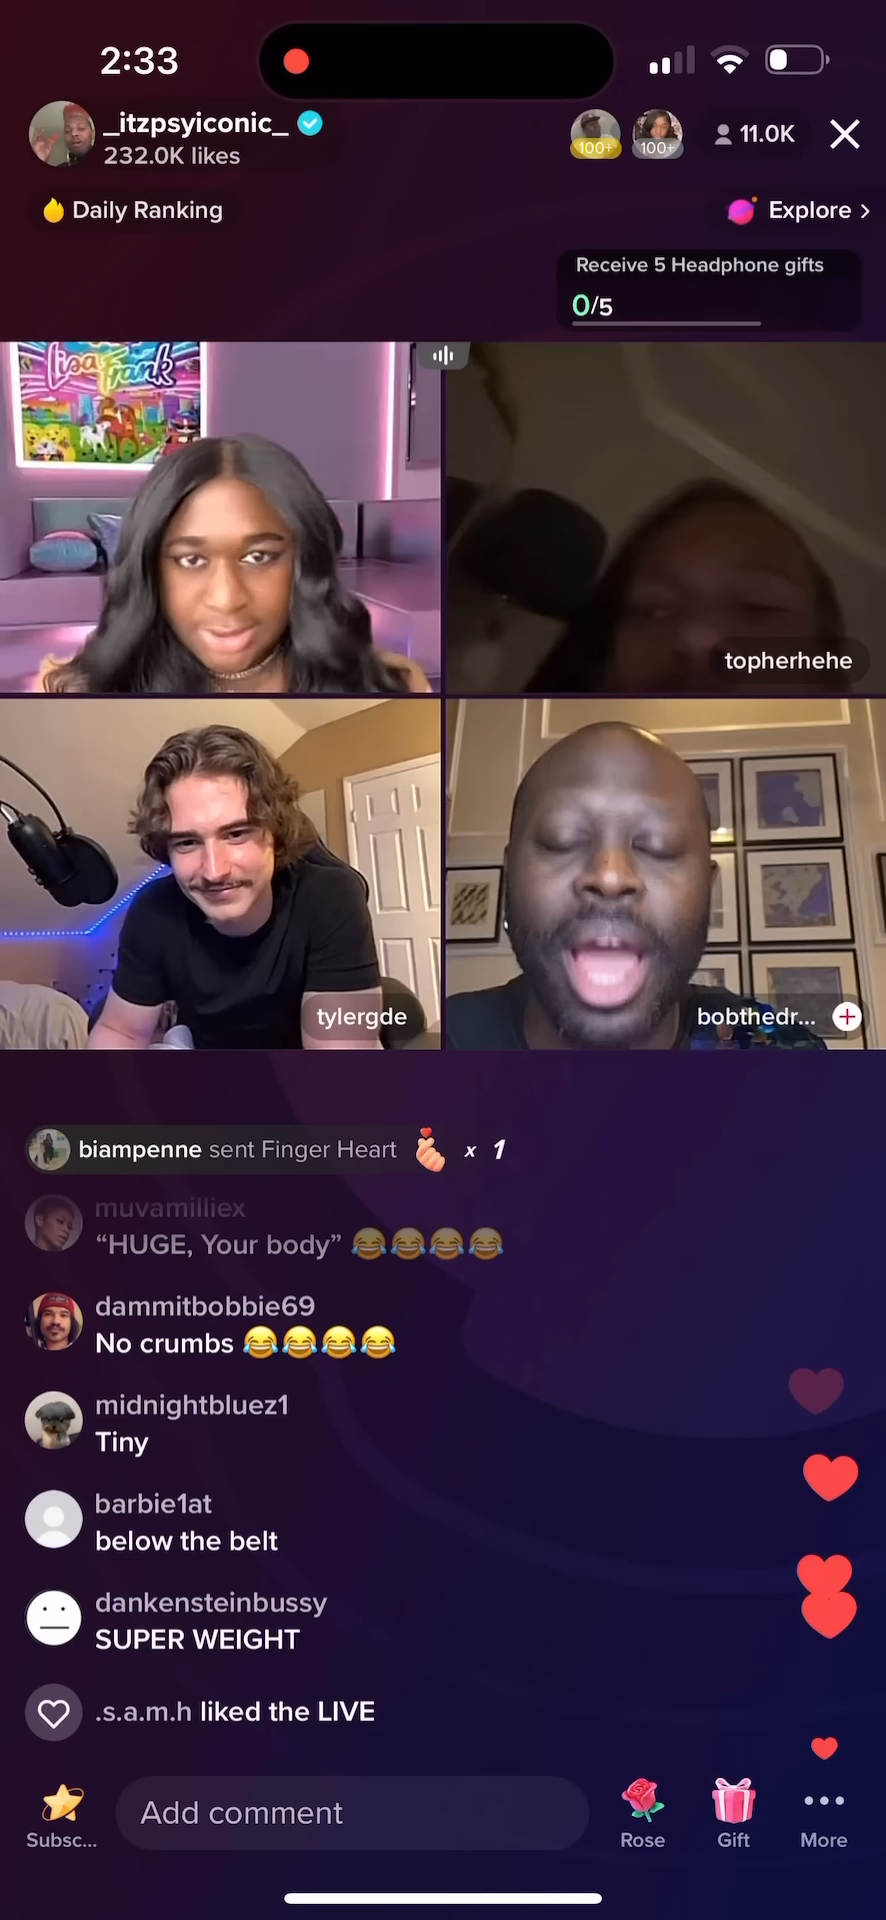 2:33
_itzpsyiconic_
232.0K likes
100+
100+
11.0K
Daily Ranking
Explore >
Receive 5 Headphone gifts
0/5
Lisa Frank
topherhehe
tylergde
bobthedr...
biampenne sent Finger Heart x 1
muvamilliex
“HUGE, Your body” 😂😂😂😂
dammitbobbie69
No crumbs 😂😂😂😂
midnightbluez1
Tiny
barbie1at
below the belt
dankensteinbussy
SUPER WEIGHT
.s.a.m.h liked the LIVE
Add comment
Subsc...
Rose
Gift
More